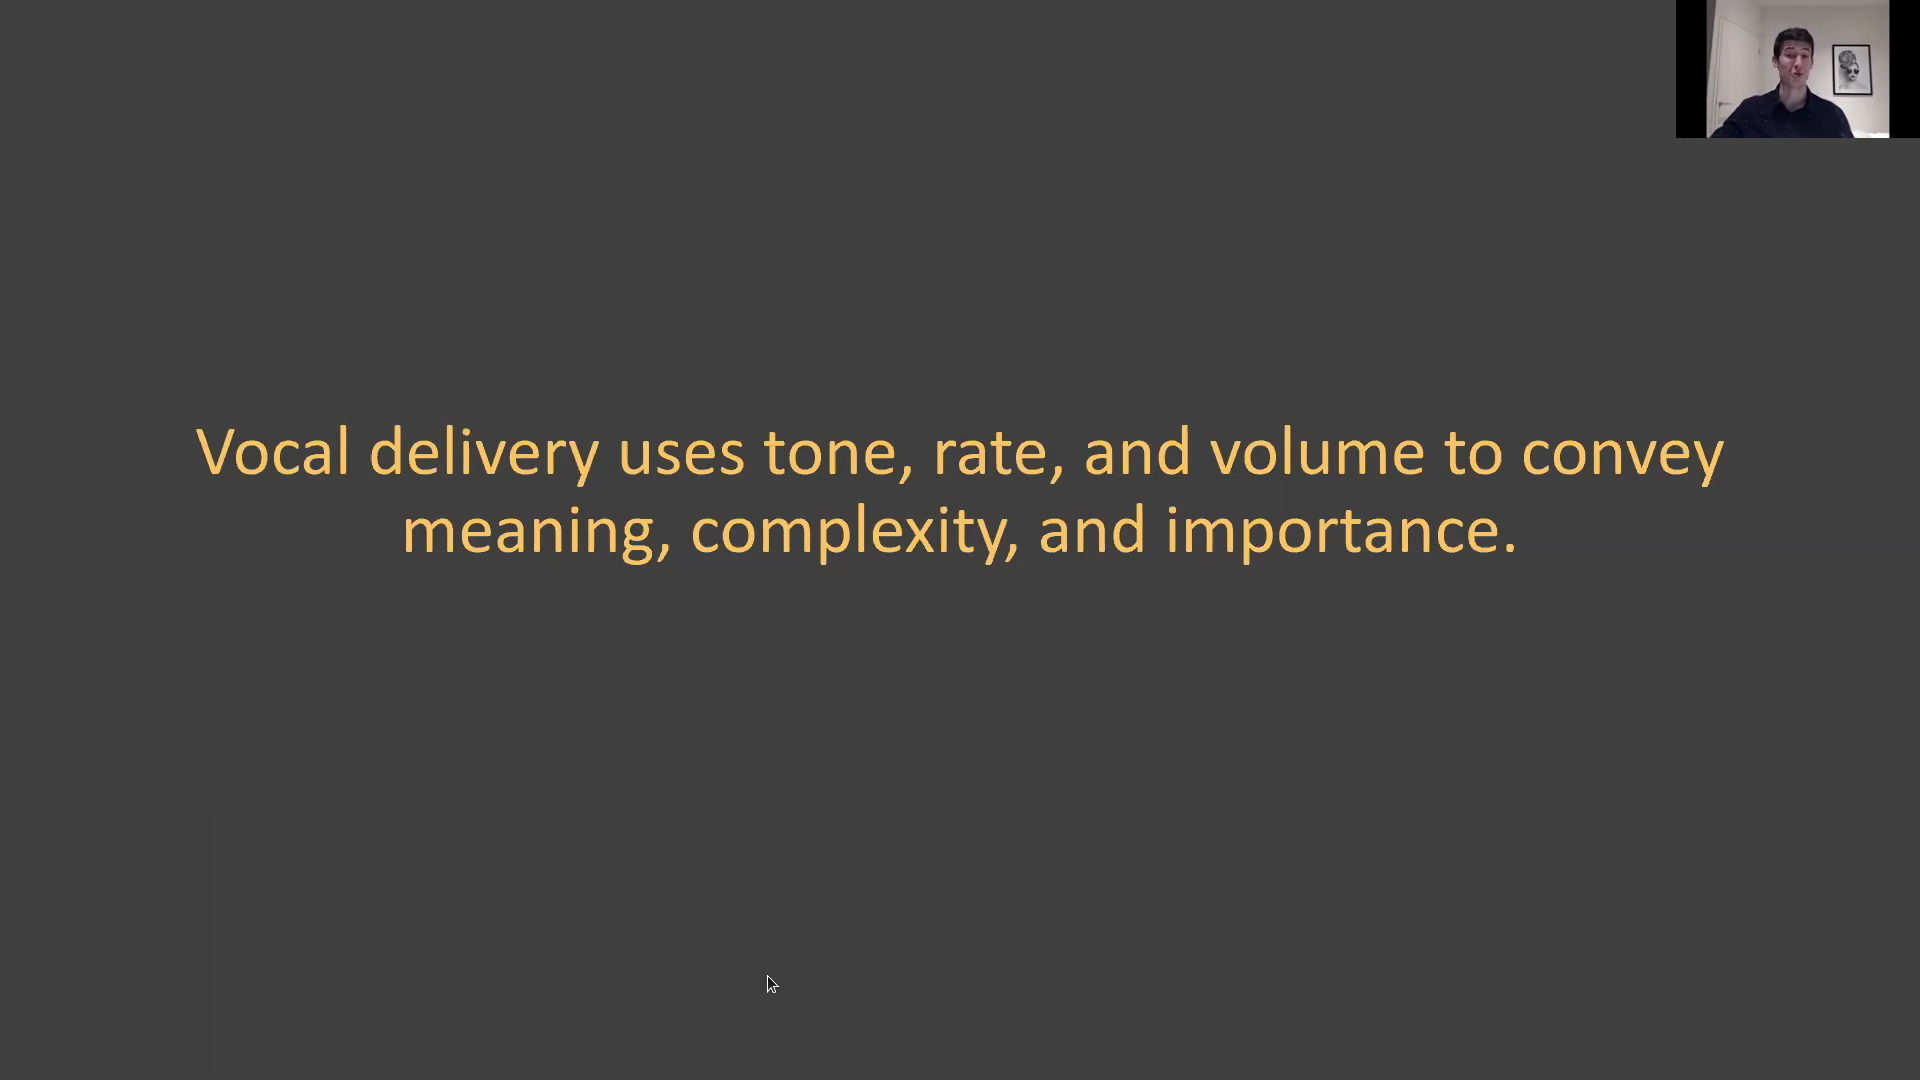 Vocal delivery uses tone, rate, and volume to convey
meaning, complexity, and importance.